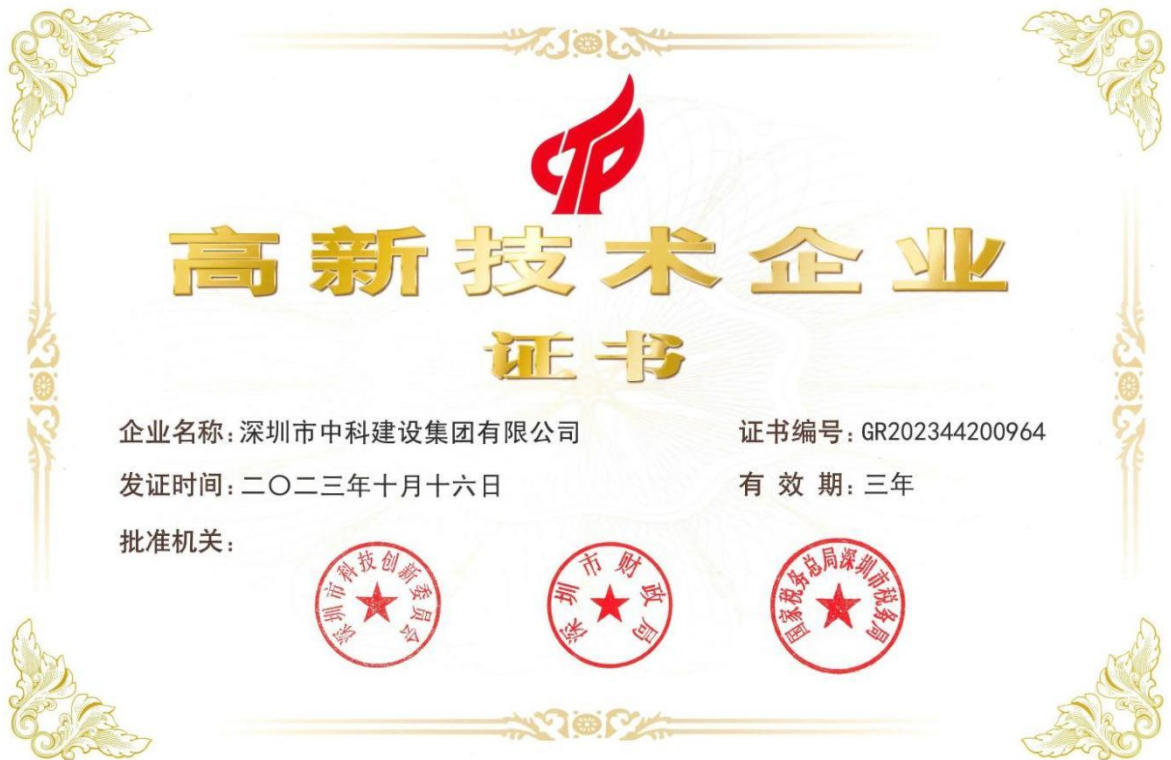 高新技术企业
证书
企业名称:深圳市中科建设集团有限公司
证书编号:GR202344200964
发证时间:二〇二三年十月十六日
有效期:三年
批准机关:
深圳市科技创新委员会
深圳市财政局
国家税务总局深圳市税务局